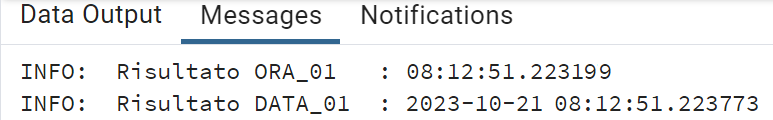 Data Output Messages Notifications
INFO:  Risultato ORA_01   : 08:12:51.223199
INFO:  Risultato DATA_01  : 2023-10-21 08:12:51.223773